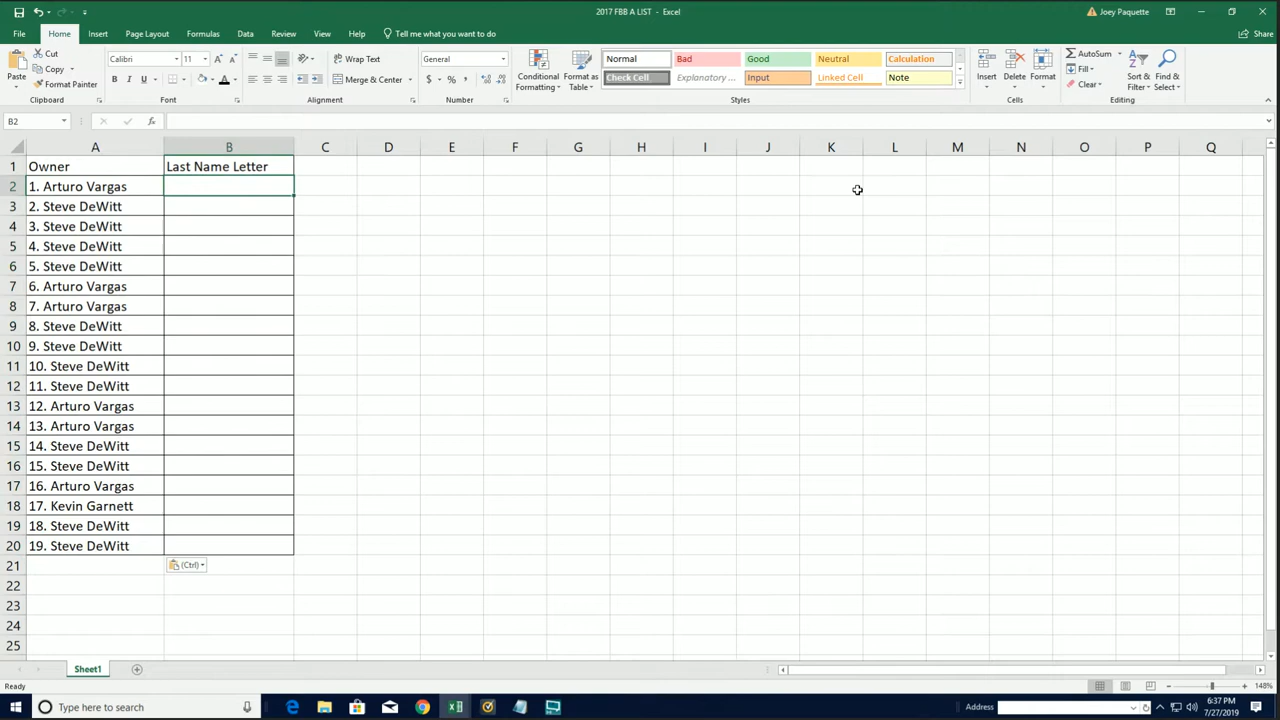 2017 FBB A LIST - Excel
Joey Paquette
File Home Insert Page Layout Formulas Data Review View Help Tell me what you want to do Share
Paste Cut Copy Format Painter Clipboard
Calibri 11 B I U Font
Wrap Text Merge & Center Alignment
General $ % , Number
Conditional Formatting Format as Table
Normal Bad Good Neutral Calculation
Check Cell Explanary ... Input Linked Cell Note
Styles
Insert Delete Format Cells
AutoSum Fill Clear Sort & Filter Find & Select Editing
B2 fx
A B C D E F G H I J K L M N O P Q
1 Owner Last Name Letter
2 1. Arturo Vargas
3 2. Steve DeWitt
4 3. Steve DeWitt
5 4. Steve DeWitt
6 5. Steve DeWitt
7 6. Arturo Vargas
8 7. Arturo Vargas
9 8. Steve DeWitt
10 9. Steve DeWitt
11 10. Steve DeWitt
12 11. Steve DeWitt
13 12. Arturo Vargas
14 13. Arturo Vargas
15 14. Steve DeWitt
16 15. Steve DeWitt
17 16. Arturo Vargas
18 17. Kevin Garnett
19 18. Steve DeWitt
20 19. Steve DeWitt
21 (Ctrl)
22
23
24
25
Sheet1
Ready 148%
Type here to search Address 6:37 PM
7/27/2019